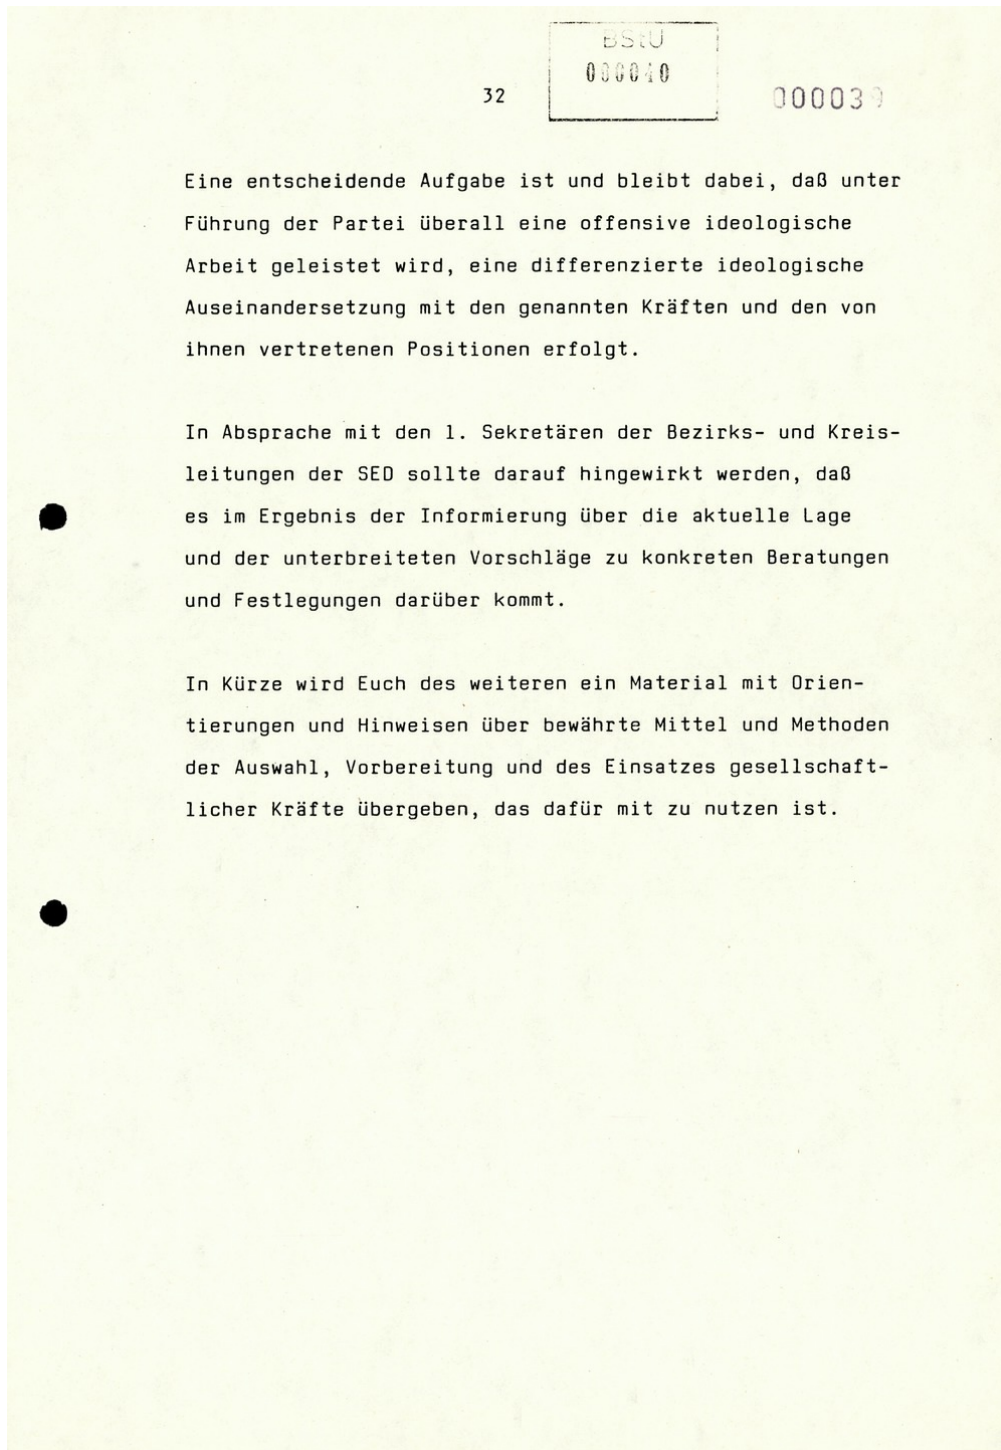 BStU
000040
32
000039
Eine entscheidende Aufgabe ist und bleibt dabei, daß unter
Führung der Partei überall eine offensive ideologische
Arbeit geleistet wird, eine differenzierte ideologische
Auseinandersetzung mit den genannten Kräften und den von
ihnen vertretenen Positionen erfolgt.
In Absprache mit den l. Sekretären der Bezirks- und Kreis-
leitungen der SED sollte darauf hingewirkt werden, daß
es im Ergebnis der Informierung über die aktuelle Lage
und der unterbreiteten Vorschläge zu konkreten Beratungen
und Festlegungen darüber kommt.
In Kürze wird Euch des weiteren ein Material mit Orien-
tierungen und Hinweisen über bewährte Mittel und Methoden
der Auswahl, Vorbereitung und des Einsatzes gesellschaft-
licher Kräfte übergeben, das dafür mit zu nutzen ist.